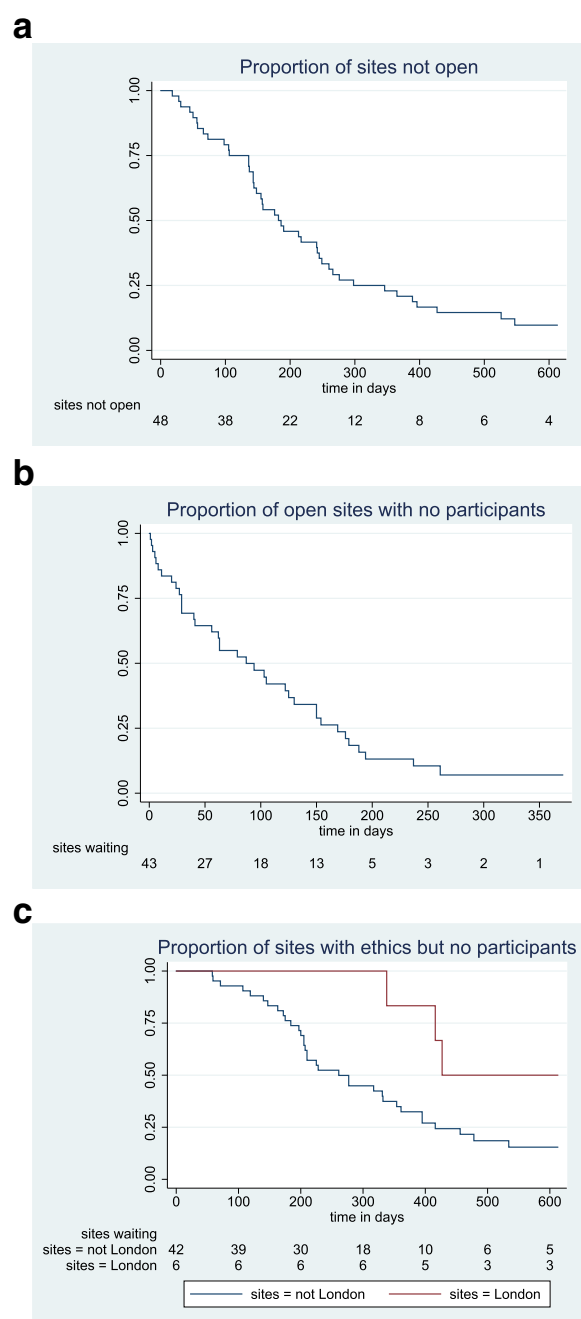 a
Proportion of sites not open
1.00
0.75
0.50
0.25
0.00
0 100 200 300 400 500 600
time in days
sites not open
48 38 22 12 8 6 4
b
Proportion of open sites with no participants
1.00
0.75
0.50
0.25
0.00
0 50 100 150 200 250 300 350
time in days
sites waiting
43 27 18 13 5 3 2 1
c
Proportion of sites with ethics but no participants
1.00
0.75
0.50
0.25
0.00
0 100 200 300 400 500 600
time in days
sites waiting
sites = not London 42 39 30 18 10 6 5
sites = London 6 6 6 6 5 3 3
sites = not London sites = London